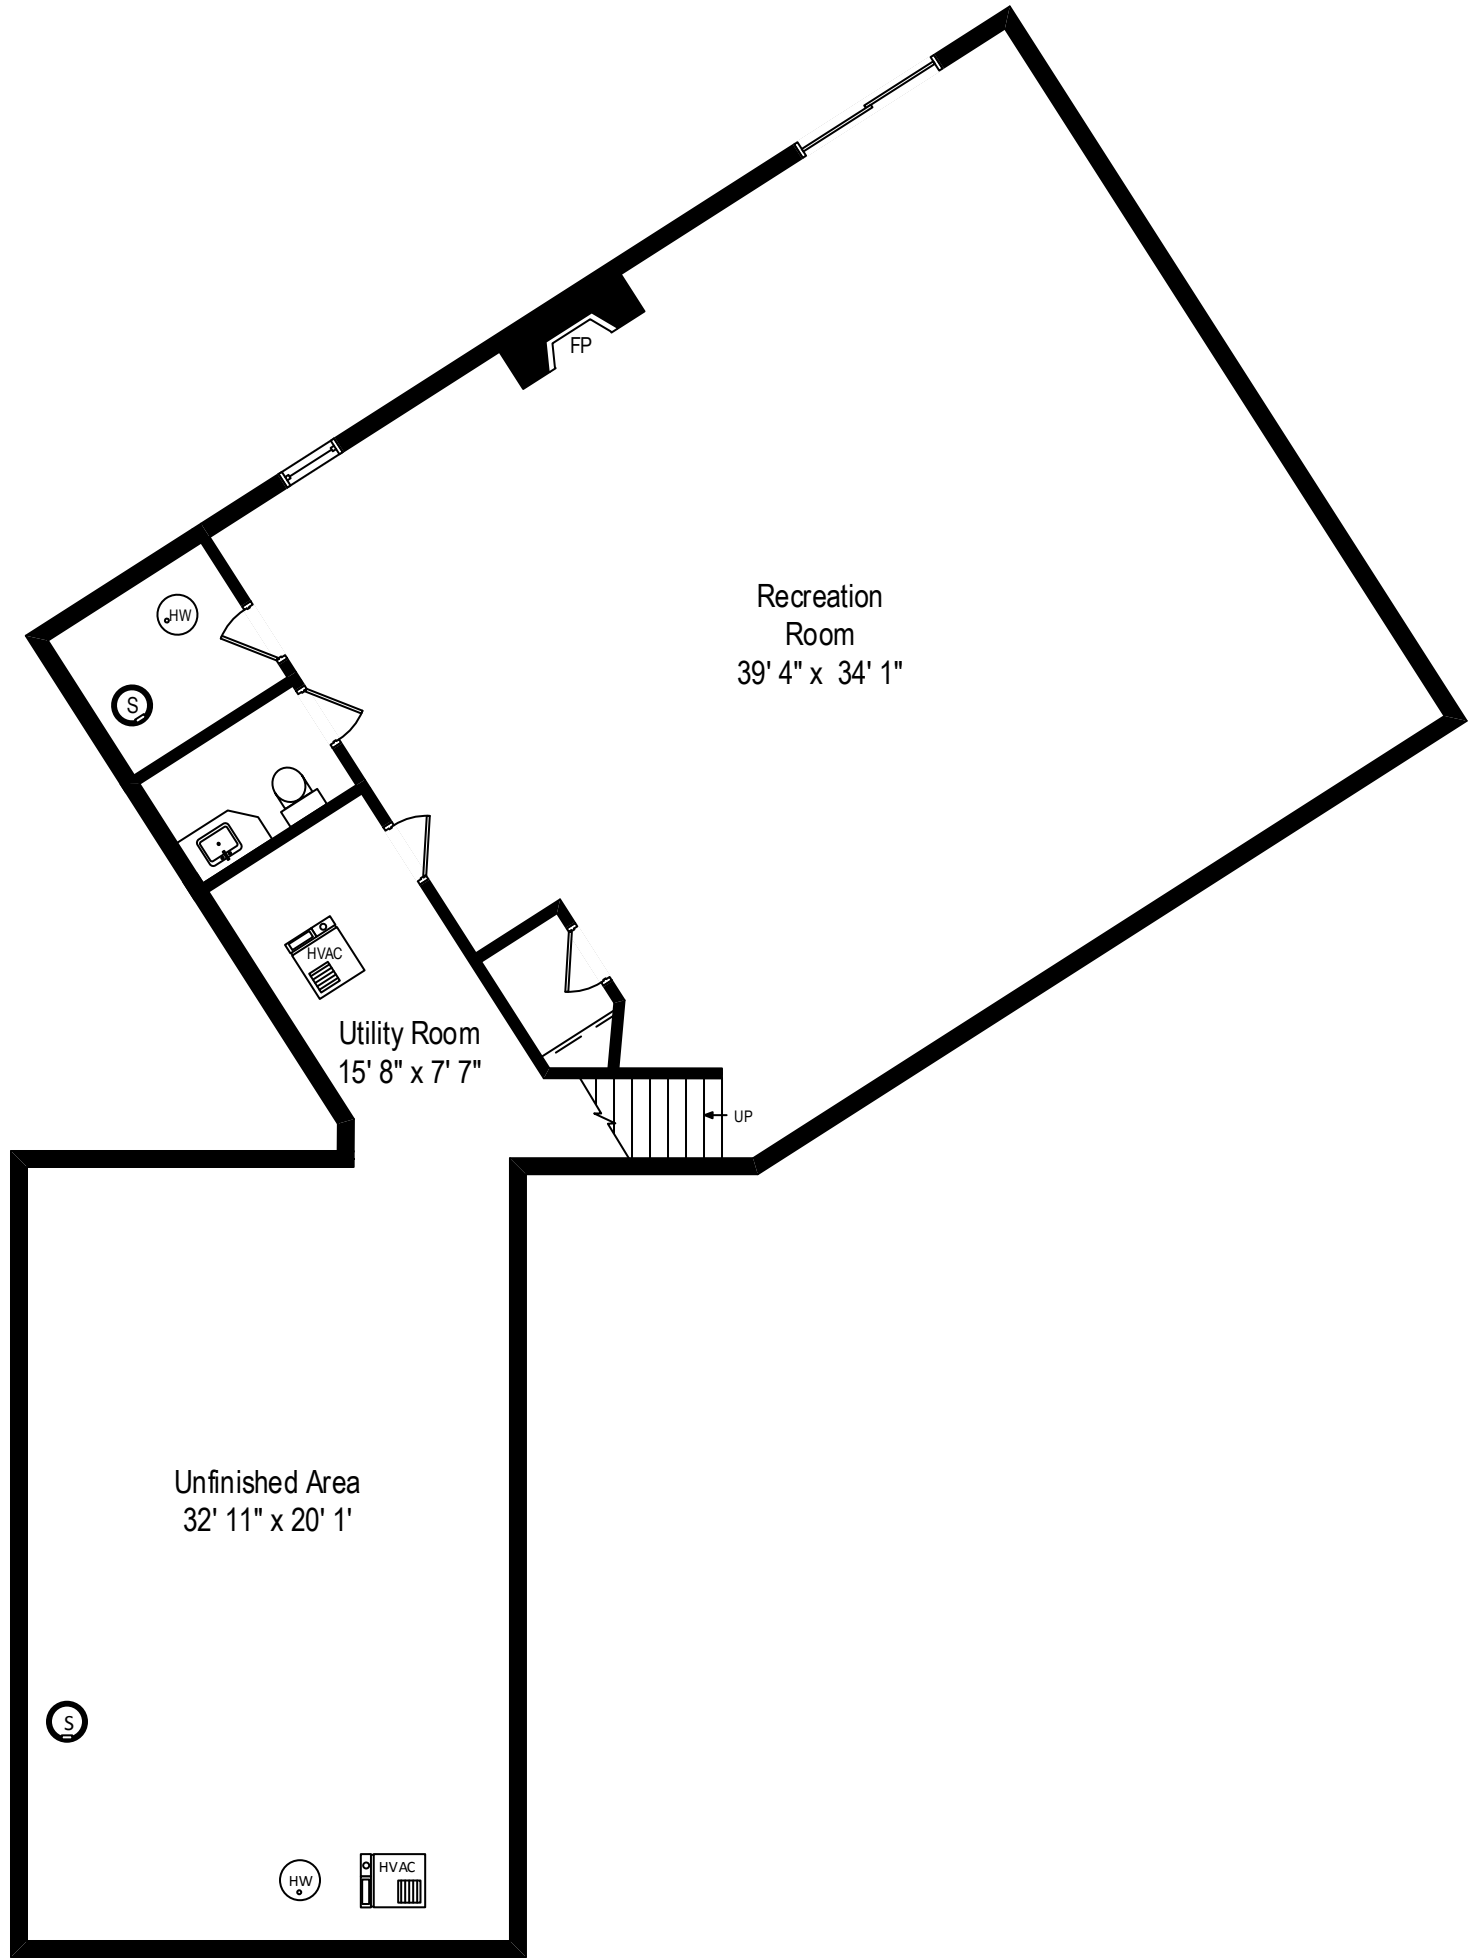 FP
HW
Recreation
Room
39' 4" x 34' 1"
S
HVAC
Utility Room
15' 8" x 7' 7"
UP
Unfinished Area
32' 11" x 20' 1'
S
HW
HVAC